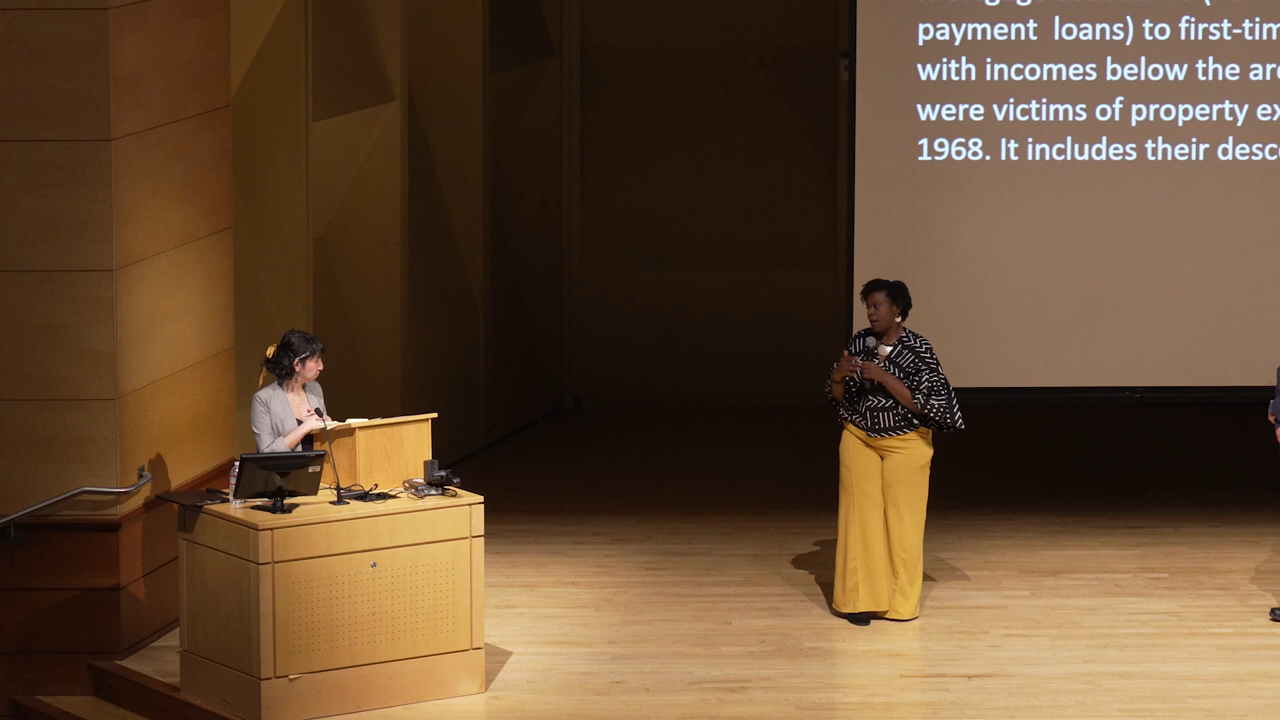 payment loans) to first-tim
with incomes below the are
were victims of property ex
1968. It includes their desc